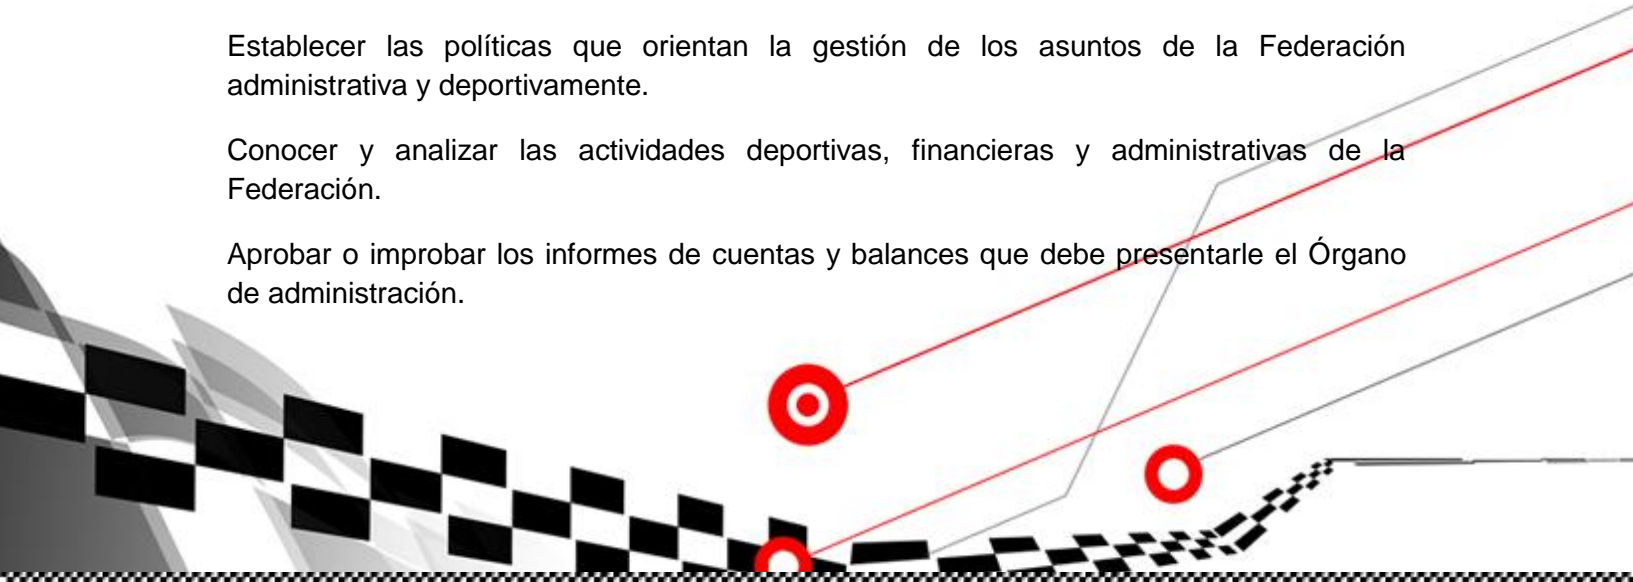 Establecer las políticas que orientan la gestión de los asuntos de la Federación
administrativa y deportivamente.
Conocer y analizar las actividades deportivas, financieras y administrativas de la
Federación.
Aprobar o improbar los informes de cuentas y balances que debe presentarle el Órgano
de administración.